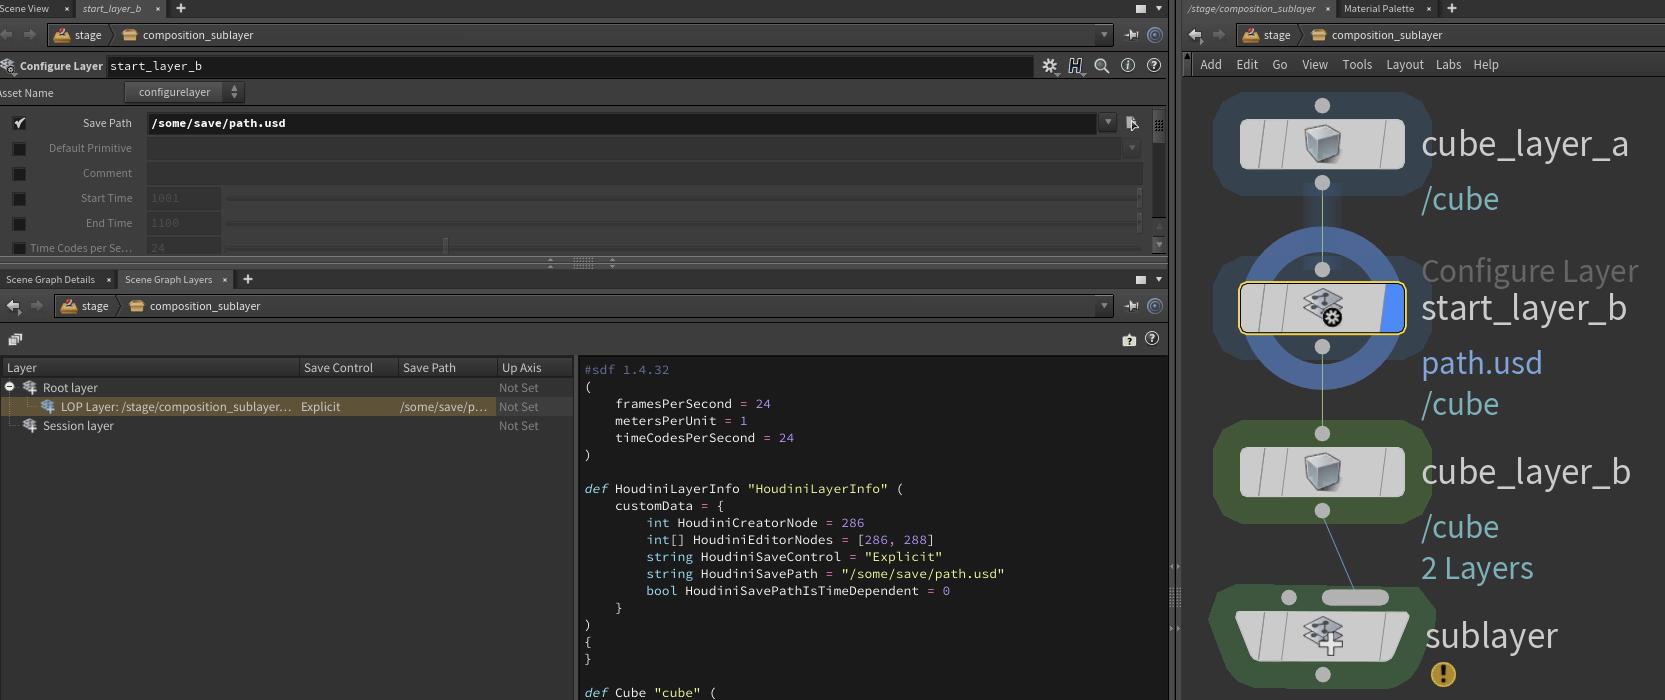 Scene View
start_layer_b
stage
composition_sublayer
Configure Layer
start_layer_b
Asset Name
configurelayer
Save Path
/some/save/path.usd
Default Primitive
Comment
Start Time
1001
End Time
1100
Time Codes per Se...
24
Scene Graph Details
Scene Graph Layers
stage
composition_sublayer
Layer
Save Control
Save Path
Up Axis
Root layer
Not Set
LOP Layer: /stage/composition_sublayer...
Explicit
/some/save/p...
Not Set
Session layer
Not Set
#sdf 1.4.32
(
framesPerSecond = 24
metersPerUnit = 1
timeCodesPerSecond = 24
)
def HoudiniLayerInfo "HoudiniLayerInfo" (
customData = {
int HoudiniCreatorNode = 286
int[] HoudiniEditorNodes = [286, 288]
string HoudiniSaveControl = "Explicit"
string HoudiniSavePath = "/some/save/path.usd"
bool HoudiniSavePathIsTimeDependent = 0
}
)
{
}
def Cube "cube" (
/stage/composition_sublayer
Material Palette
stage
composition_sublayer
Add
Edit
Go
View
Tools
Layout
Labs
Help
cube_layer_a
/cube
Configure Layer
start_layer_b
path.usd
/cube
cube_layer_b
/cube
2 Layers
sublayer